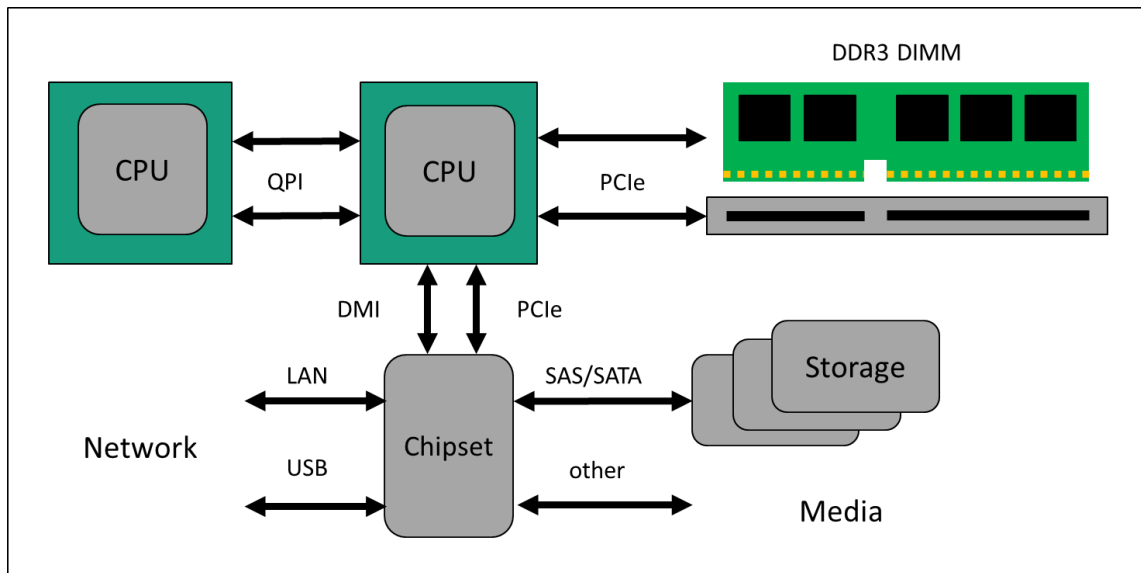 DDR3 DIMM
CPU
QPI
CPU
PCIe
DMI
PCIe
LAN
SAS/SATA
Storage
Network
Chipset
USB
other
Media